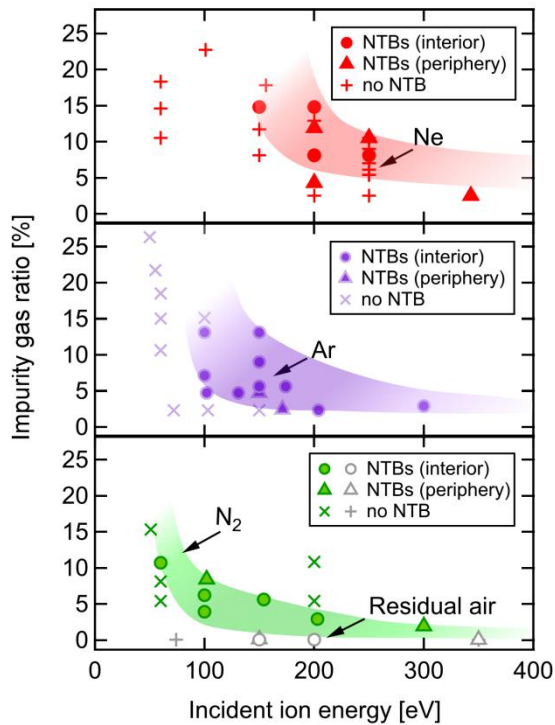 25
20
15
10
5
0
NTBs (interior)
NTBs (periphery)
no NTB
Ne
Impurity gas ratio [%]
25
20
15
10
5
0
NTBs (interior)
NTBs (periphery)
no NTB
Ar
25
20
15
10
5
0
NTBs (interior)
NTBs (periphery)
no NTB
N₂
Residual air
0 100 200 300 400
Incident ion energy [eV]